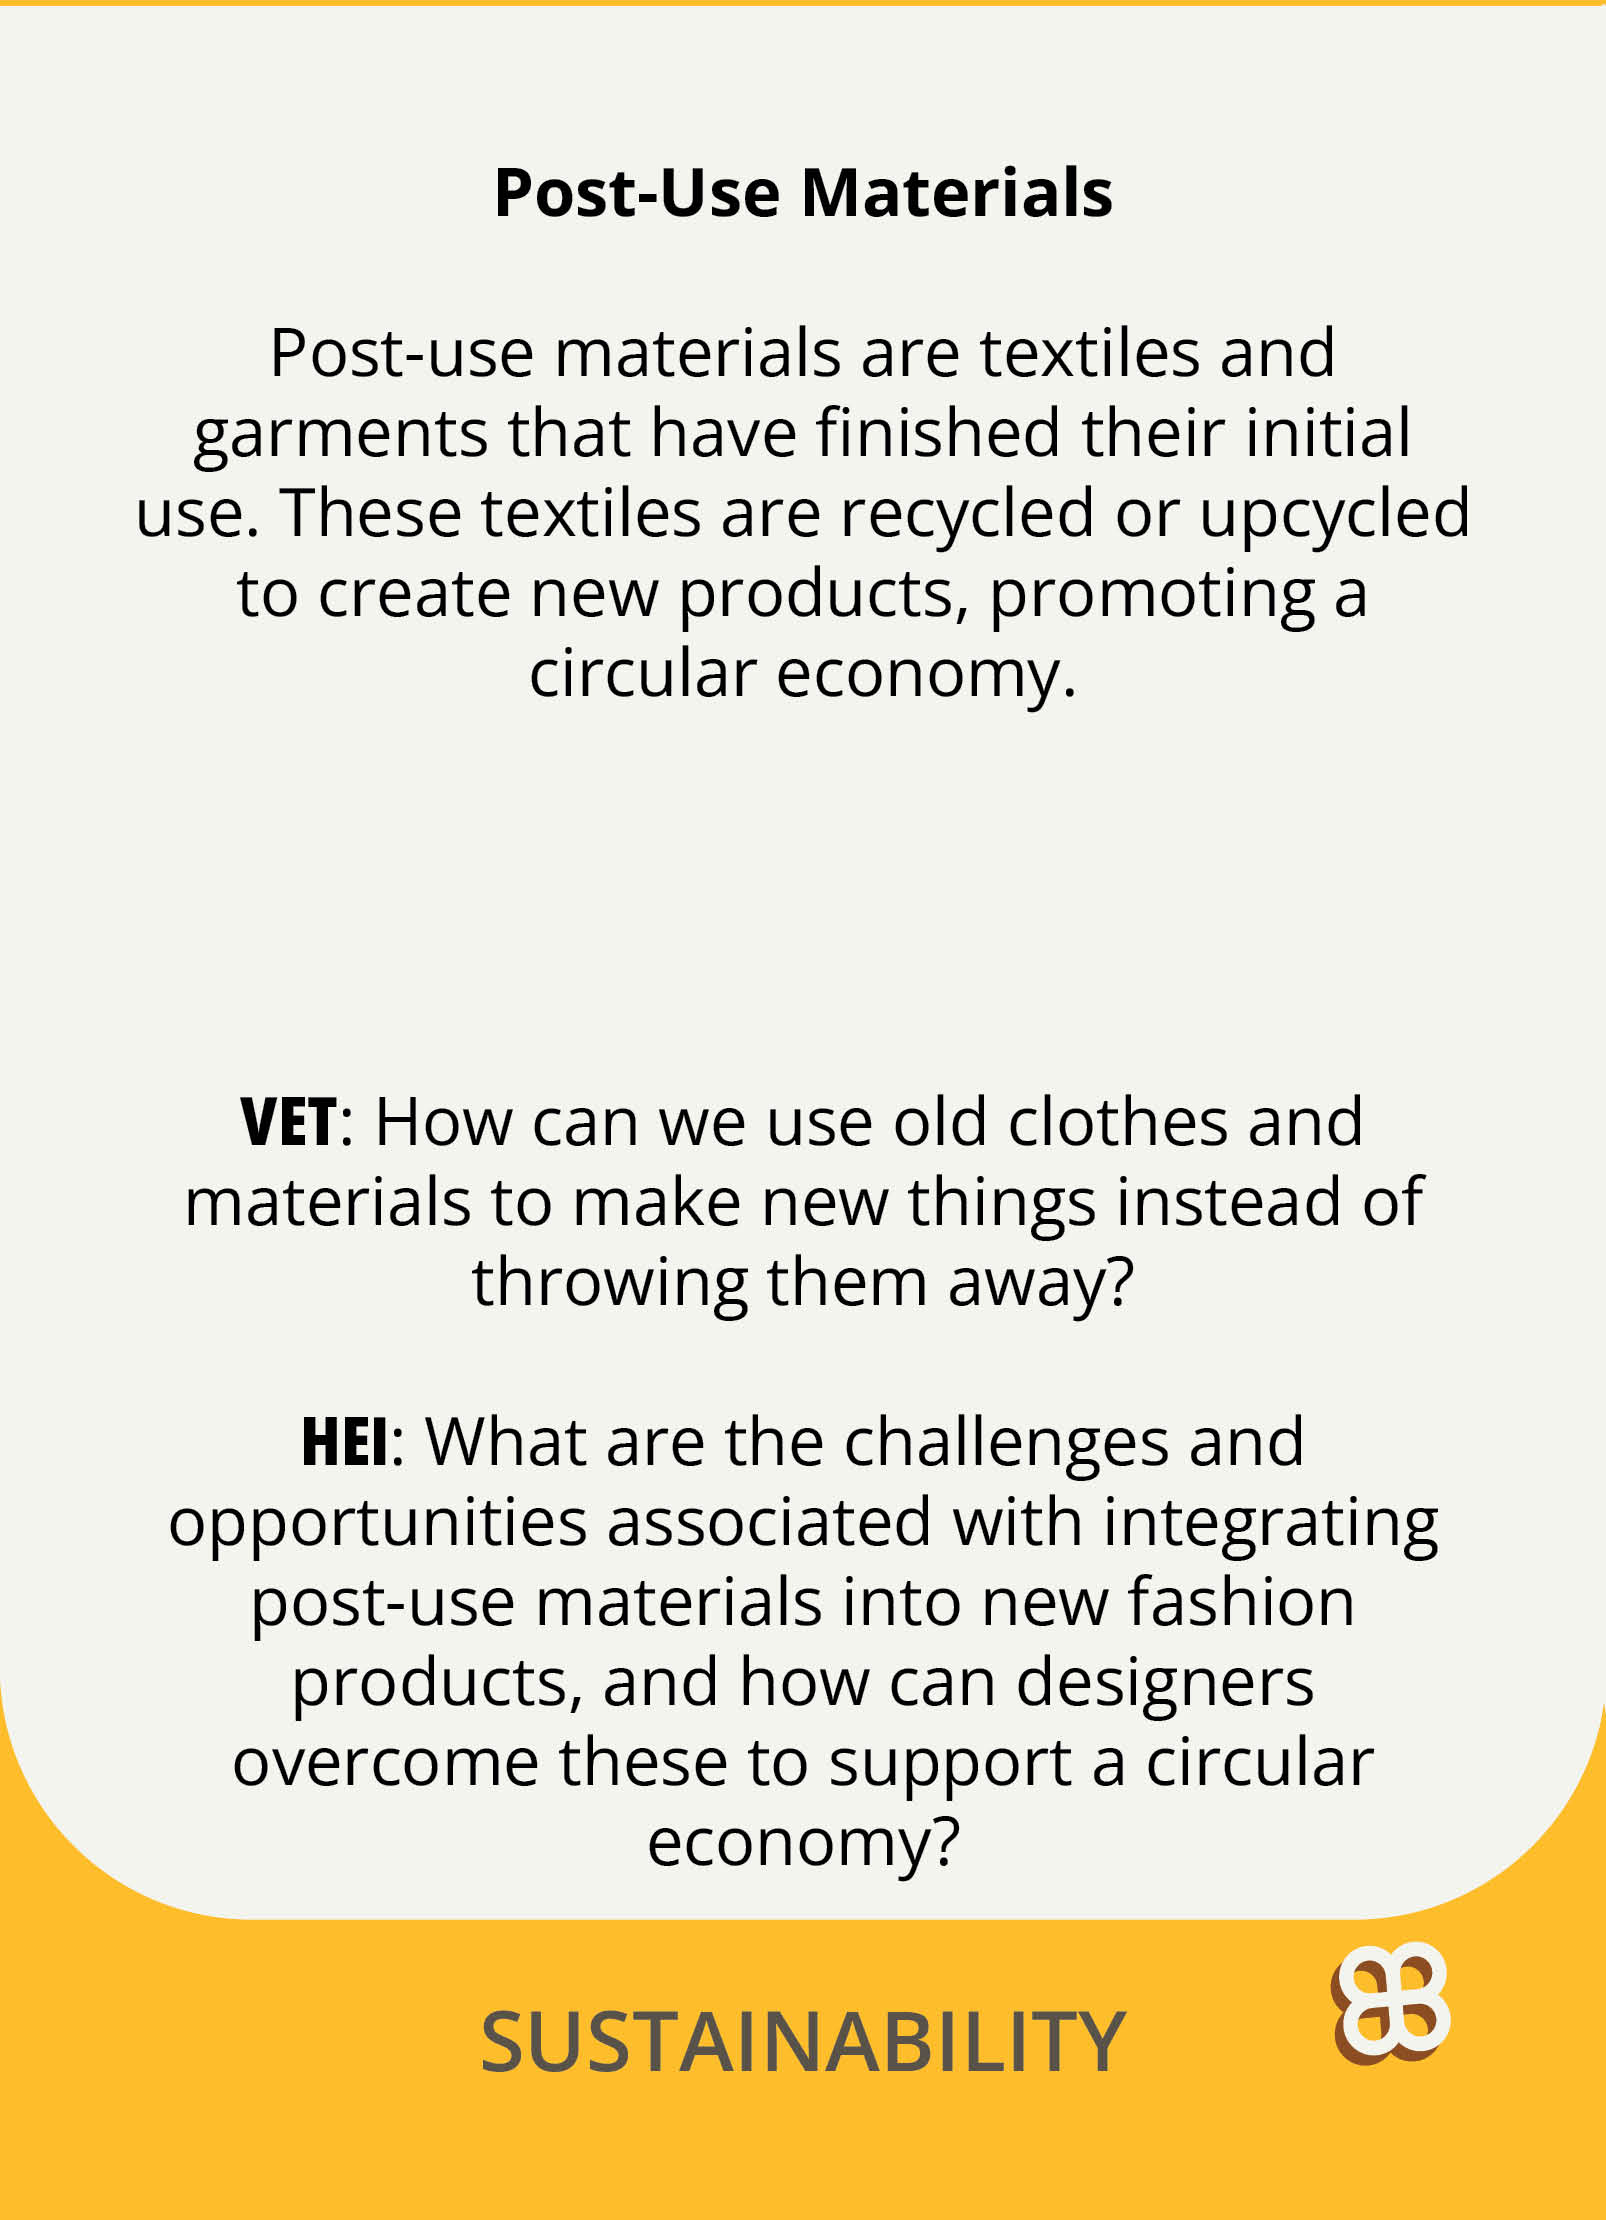 Post-Use Materials
Post-use materials are textiles and
garments that have finished their initial
use. These textiles are recycled or upcycled
to create new products, promoting a
circular economy.
VET: How can we use old clothes and
materials to make new things instead of
throwing them away?
HEI: What are the challenges and
opportunities associated with integrating
post-use materials into new fashion
products, and how can designers
overcome these to support a circular
economy?
SUSTAINABILITY